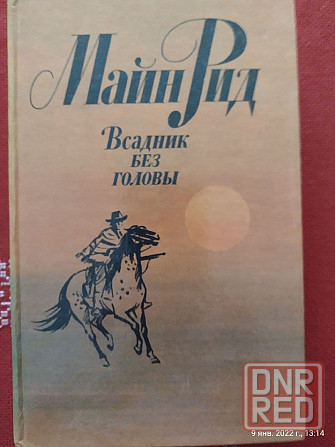 Майн Рид
Всадник
без
головы
DNR
RED
9 янв. 2022 г., 13:14